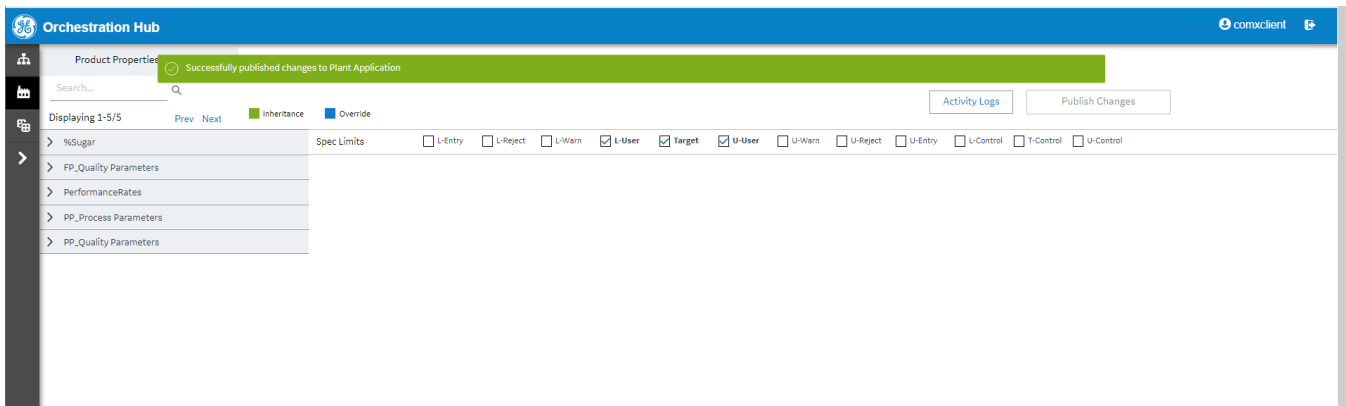 Orchestration Hub
comxclient
Product Properties
Successfully published changes to Plant Application
Search...
Activity Logs
Publish Changes
Displaying 1-5/5
Prev Next
Inheritance
Override
%Sugar
Spec Limits
L-Entry
L-Reject
L-Warn
L-User
Target
U-User
U-Warn
U-Reject
U-Entry
L-Control
T-Control
U-Control
FP_Quality Parameters
PerformanceRates
PP_Process Parameters
PP_Quality Parameters